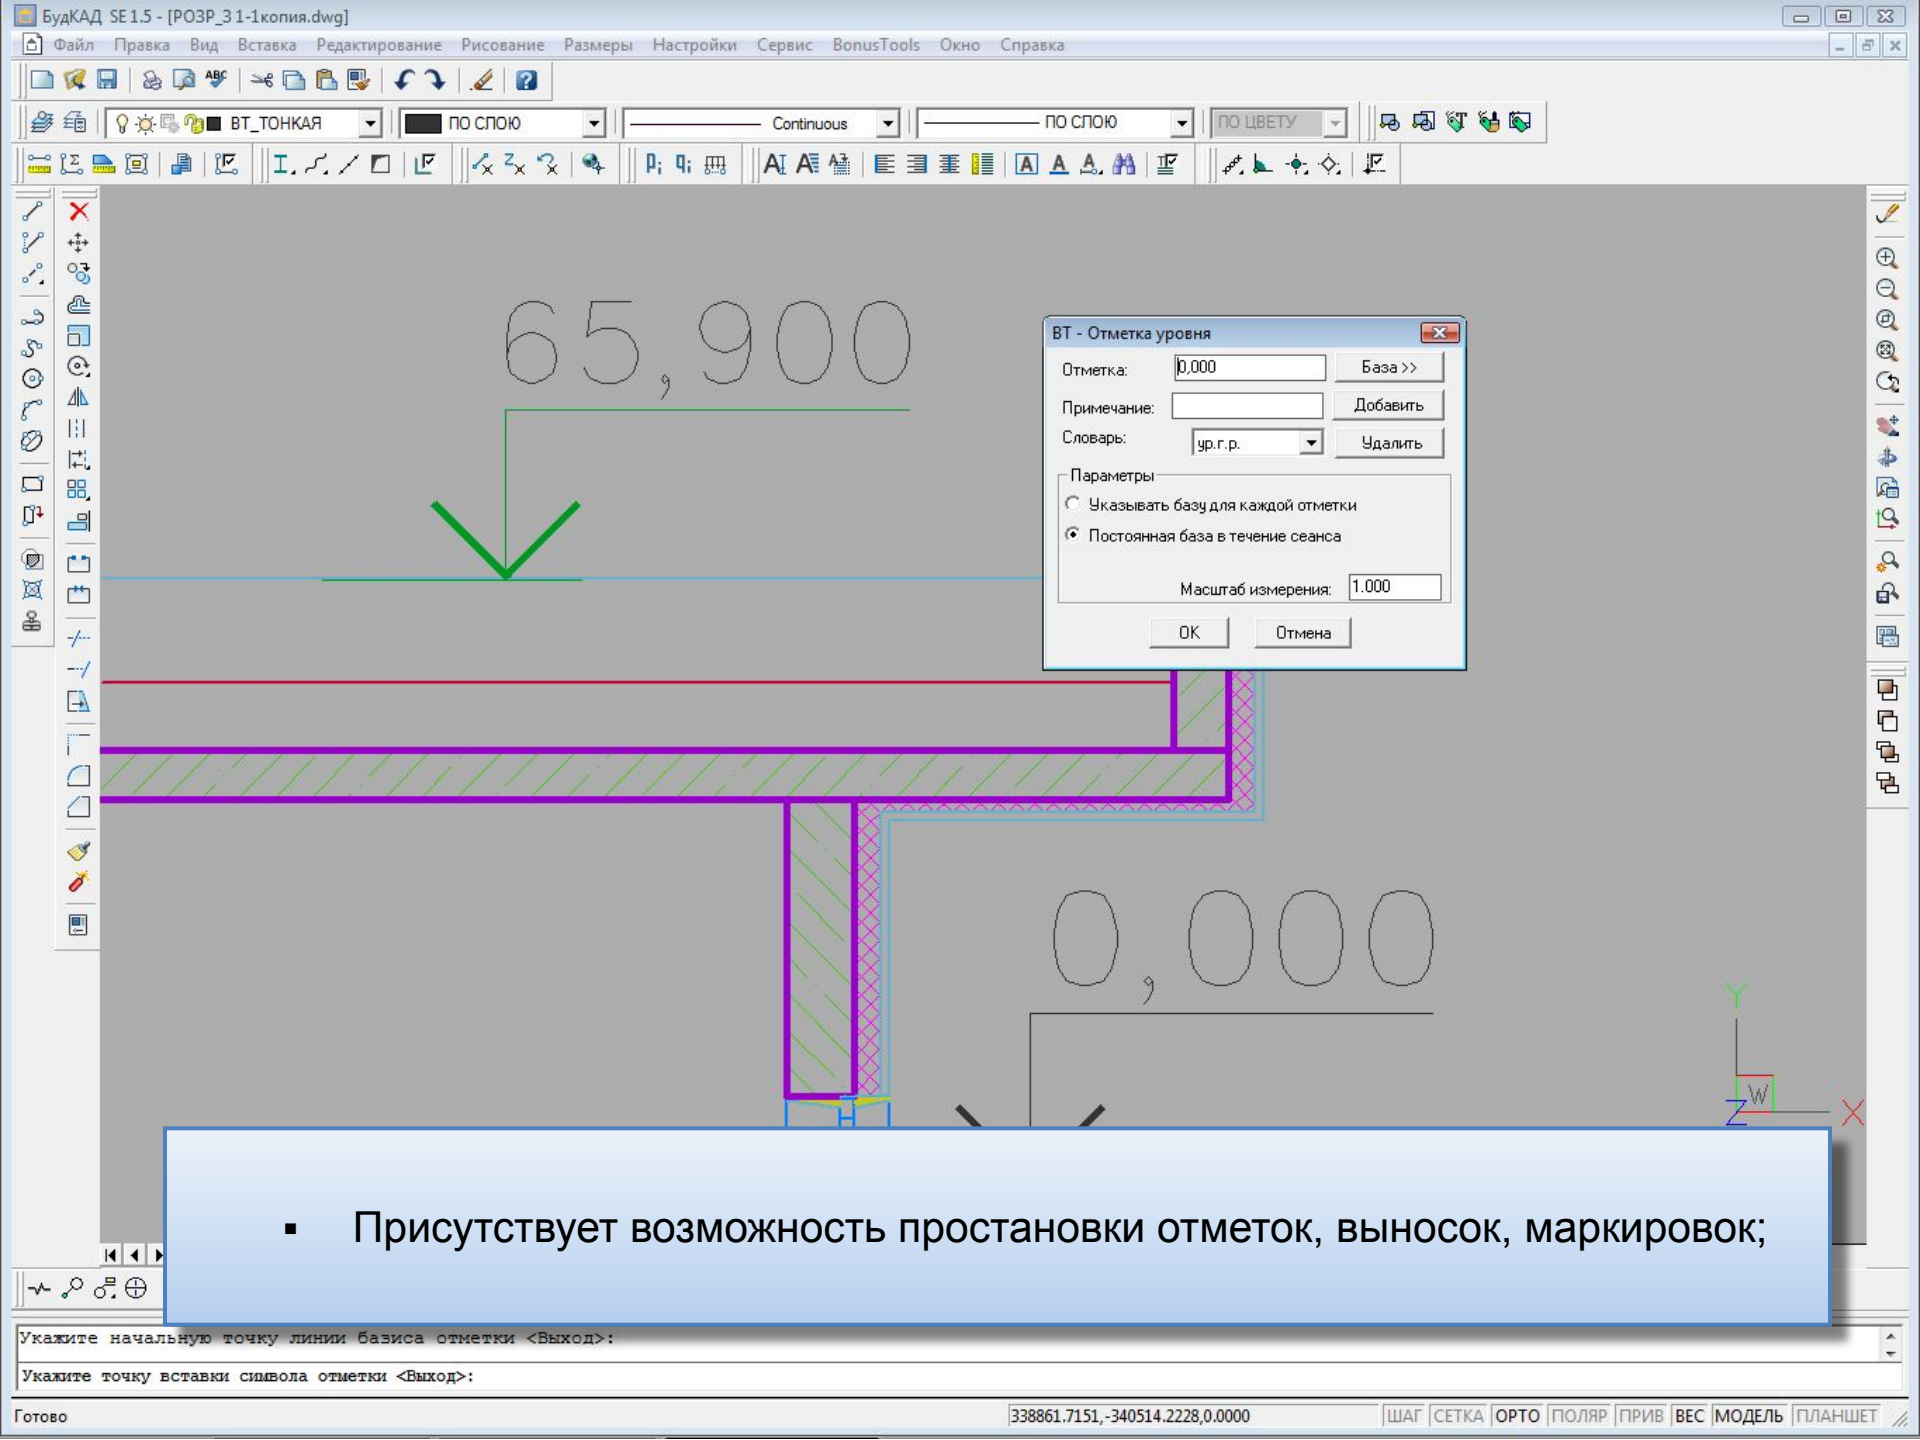 БудКАД SE 1.5 - [РОЗР_3 1-1копия.dwg]
Файл Правка Вид Вставка Редактирование Рисование Размеры Настройки Сервис BonusTools Окно Справка
ABC
ВТ_ТОНКАЯ ПО СЛОЮ Continuous ПО СЛОЮ ПО ЦВЕТУ
65,900
ВТ - Отметка уровня
Отметка: 0,000 База >>
Примечание: Добавить
Словарь: ур.г.р. Удалить
Параметры
Указывать базу для каждой отметки
Постоянная база в течение сеанса
Масштаб измерения: 1.000
OK Отмена
0,000
Y
W
Z X
▪ Присутствует возможность простановки отметок, выносок, маркировок;
Укажите начальную точку линии базиса отметки <Выход>:
Укажите точку вставки символа отметки <Выход>:
Готово 338861.7151,-340514.2228,0.0000 ШАГ СЕТКА ОРТО ПОЛЯР ПРИВ ВЕС МОДЕЛЬ ПЛАНШЕТ